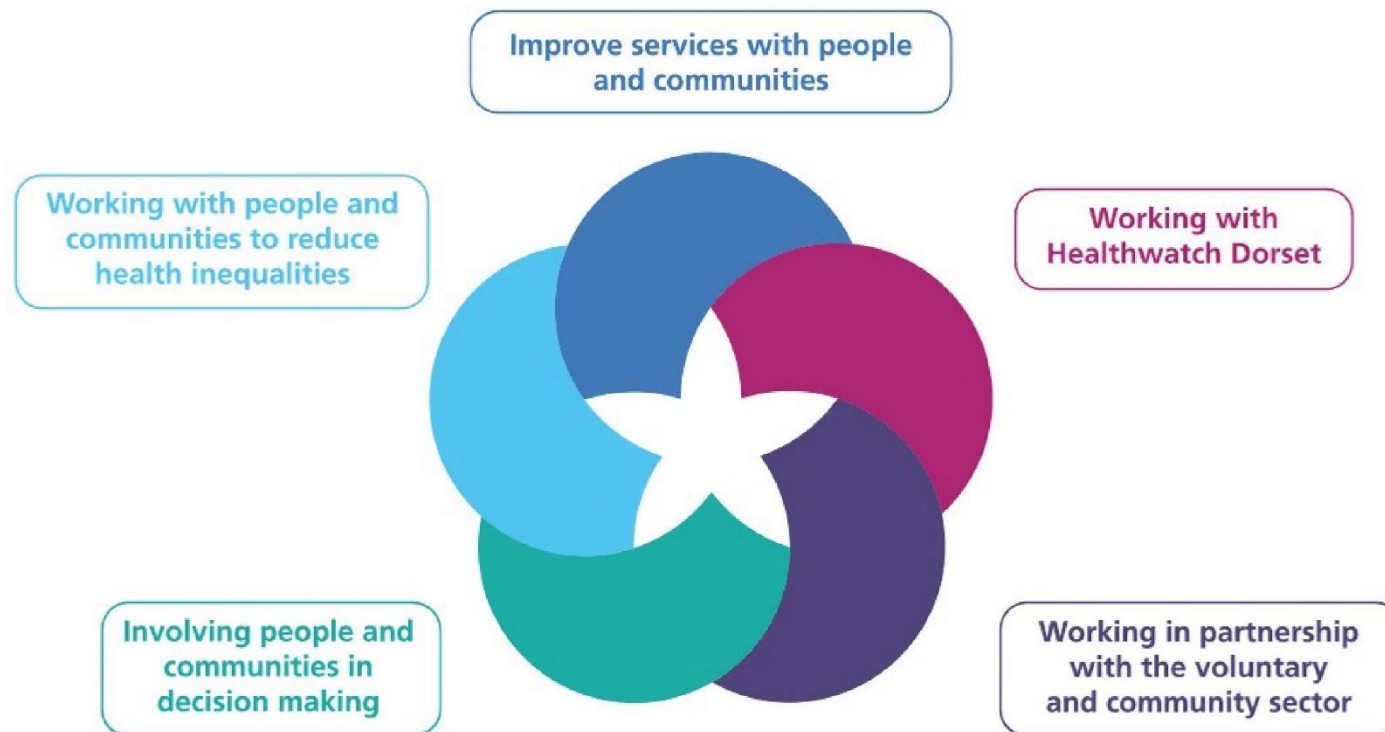 Improve services with people
and communities
Working with people and
communities to reduce
health inequalities
Working with
Healthwatch Dorset
Involving people and
communities in
decision making
Working in partnership
with the voluntary
and community sector